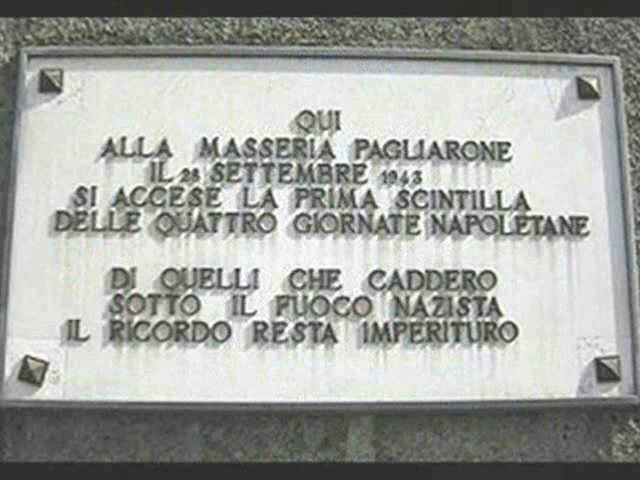 QUI
ALLA MASSERIA PAGLIARONE
IL 28 SETTEMBRE 1943
SI ACCESE LA PRIMA SCINTILLA
DELLE QUATTRO GIORNATE NAPOLETANE
DI QUELLI CHE CADDERO
SOTTO IL FUOCO NAZISTA
IL RICORDO RESTA IMPERITURO